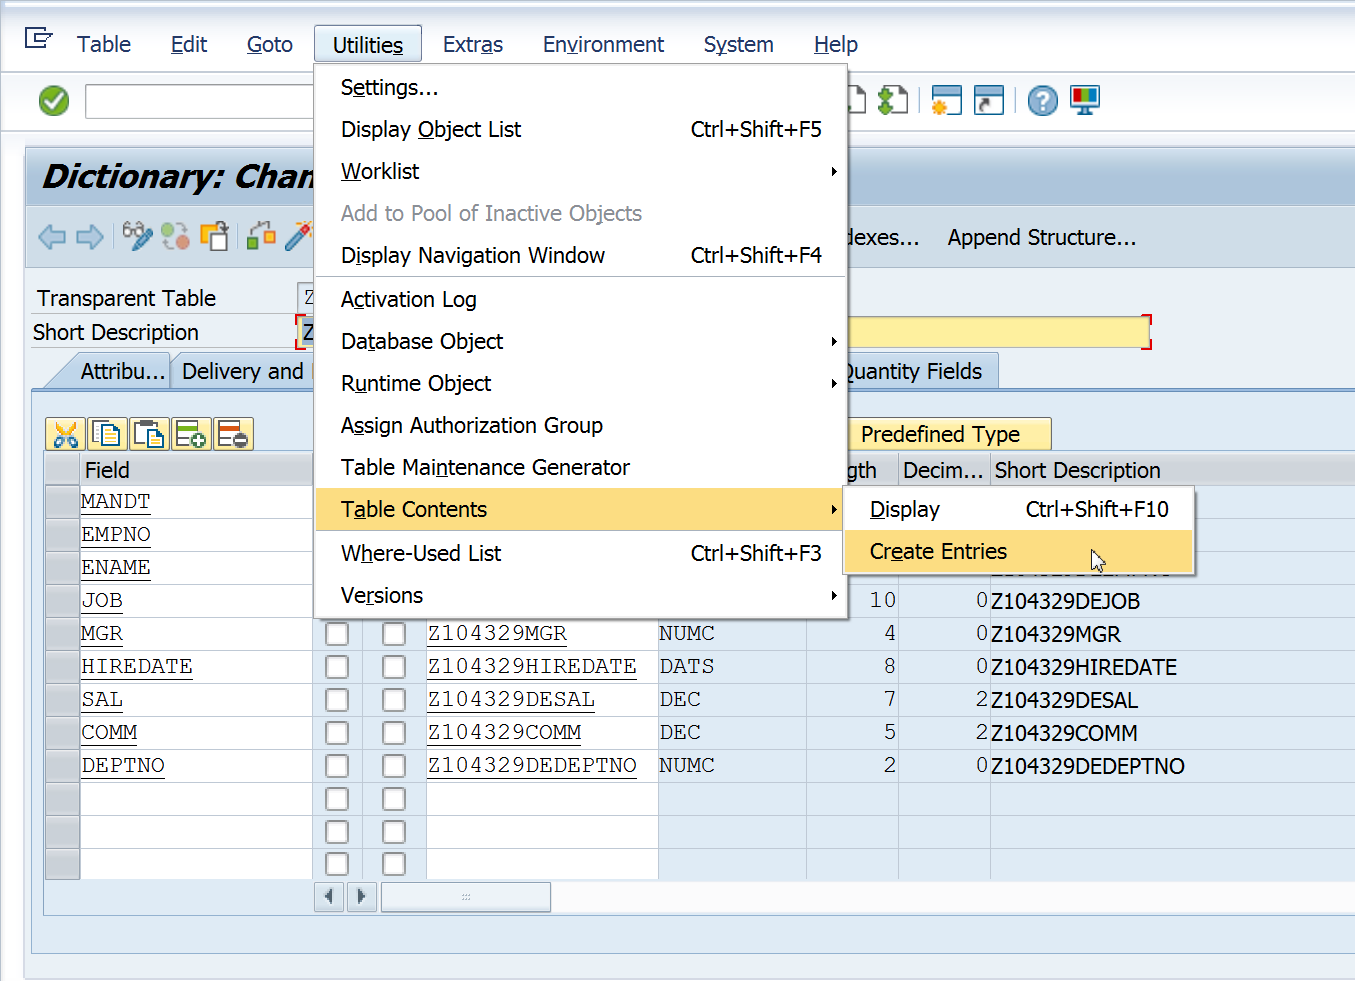 Table Edit Goto Utilities Extras Environment System Help
Settings...
Display Object List Ctrl+Shift+F5
Worklist
Dictionary: Chan
Add to Pool of Inactive Objects
Display Navigation Window Ctrl+Shift+F4
dexes... Append Structure...
Transparent Table Z
Activation Log
Short Description Z
Database Object
Attribu... Delivery and
Runtime Object
Quantity Fields
Assign Authorization Group
Predefined Type
Table Maintenance Generator
Field gth Decim... Short Description
MANDT
Table Contents
Display Ctrl+Shift+F10
EMPNO
Where-Used List Ctrl+Shift+F3
Create Entries
ENAME
Versions
JOB 10 0 Z104329DEJOB
MGR Z104329MGR NUMC 4 0 Z104329MGR
HIREDATE Z104329HIREDATE DATS 8 0 Z104329HIREDATE
SAL Z104329DESAL DEC 7 2 Z104329DESAL
COMM Z104329COMM DEC 5 2 Z104329COMM
DEPTNO Z104329DEDEPTNO NUMC 2 0 Z104329DEDEPTNO